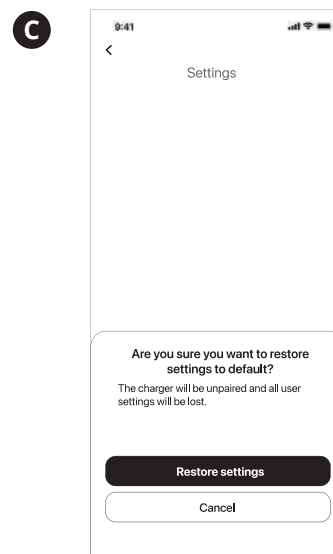 C
9:41
Settings
Are you sure you want to restore
settings to default?
The charger will be unpaired and all user
settings will be lost.
Restore settings
Cancel